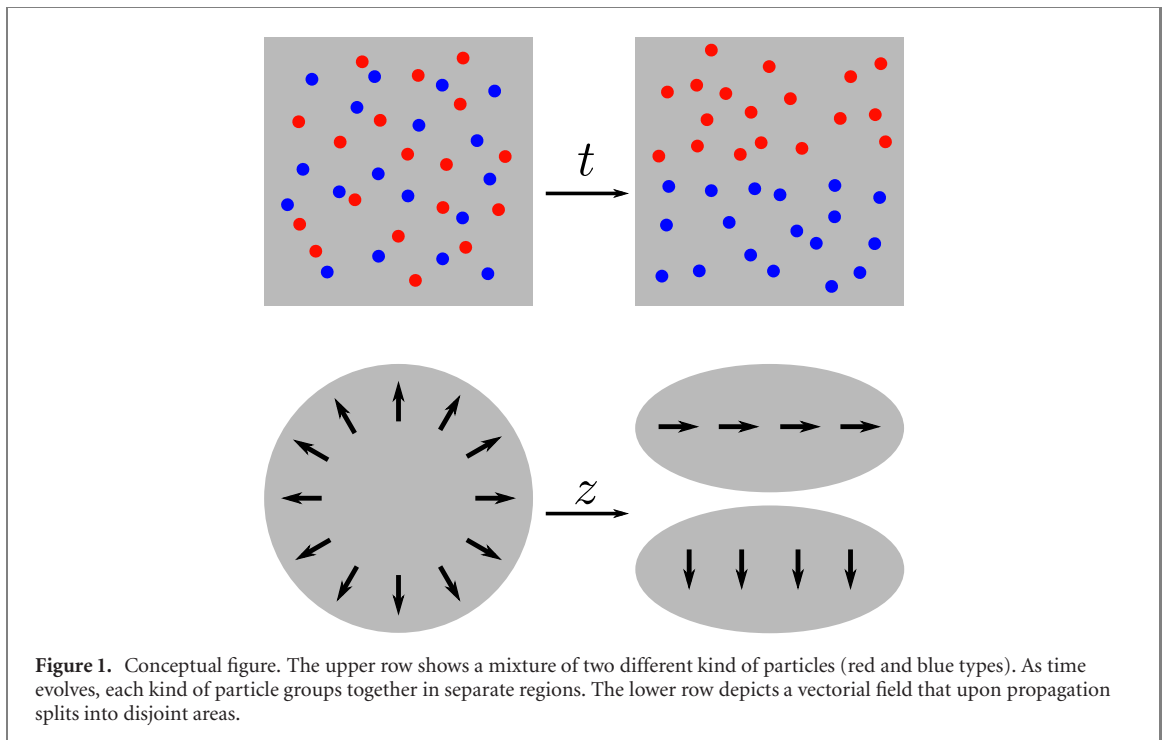 t
z
Figure 1. Conceptual figure. The upper row shows a mixture of two different kind of particles (red and blue types). As time
evolves, each kind of particle groups together in separate regions. The lower row depicts a vectorial field that upon propagation
splits into disjoint areas.